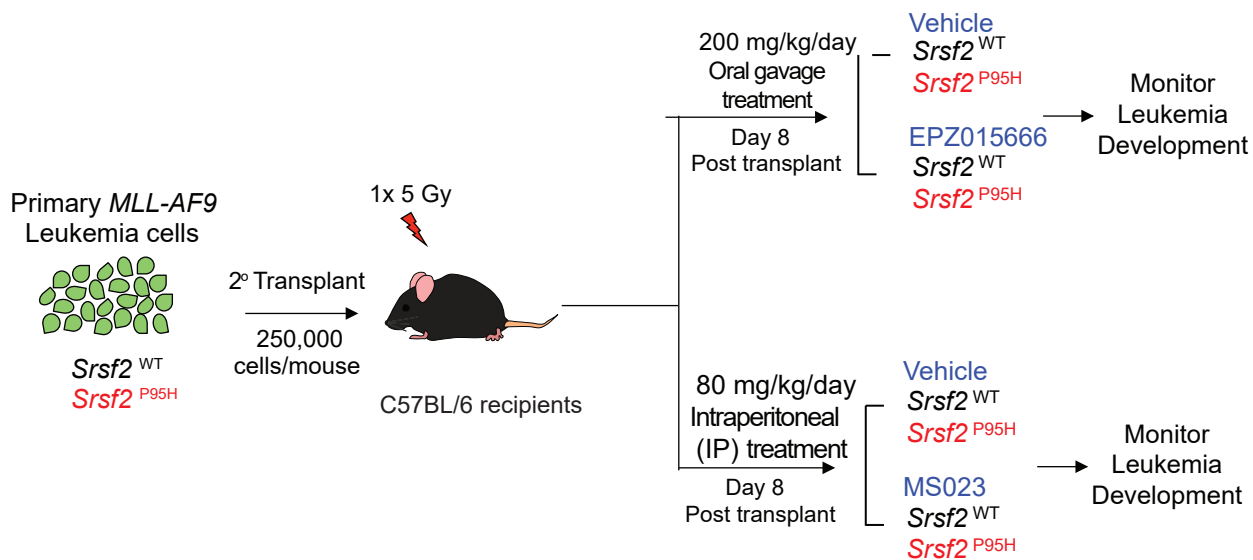 Primary MLL-AF9
Leukemia cells
Srsf2 WT
Srsf2 P95H
2º Transplant
250,000
cells/mouse
1x 5 Gy
C57BL/6 recipients
200 mg/kg/day
Oral gavage
treatment
Day 8
Post transplant
Vehicle
Srsf2 WT
Srsf2 P95H
EPZ015666
Srsf2 WT
Srsf2 P95H
Monitor
Leukemia
Development
80 mg/kg/day
Intraperitoneal
(IP) treatment
Day 8
Post transplant
Vehicle
Srsf2 WT
Srsf2 P95H
MS023
Srsf2 WT
Srsf2 P95H
Monitor
Leukemia
Development